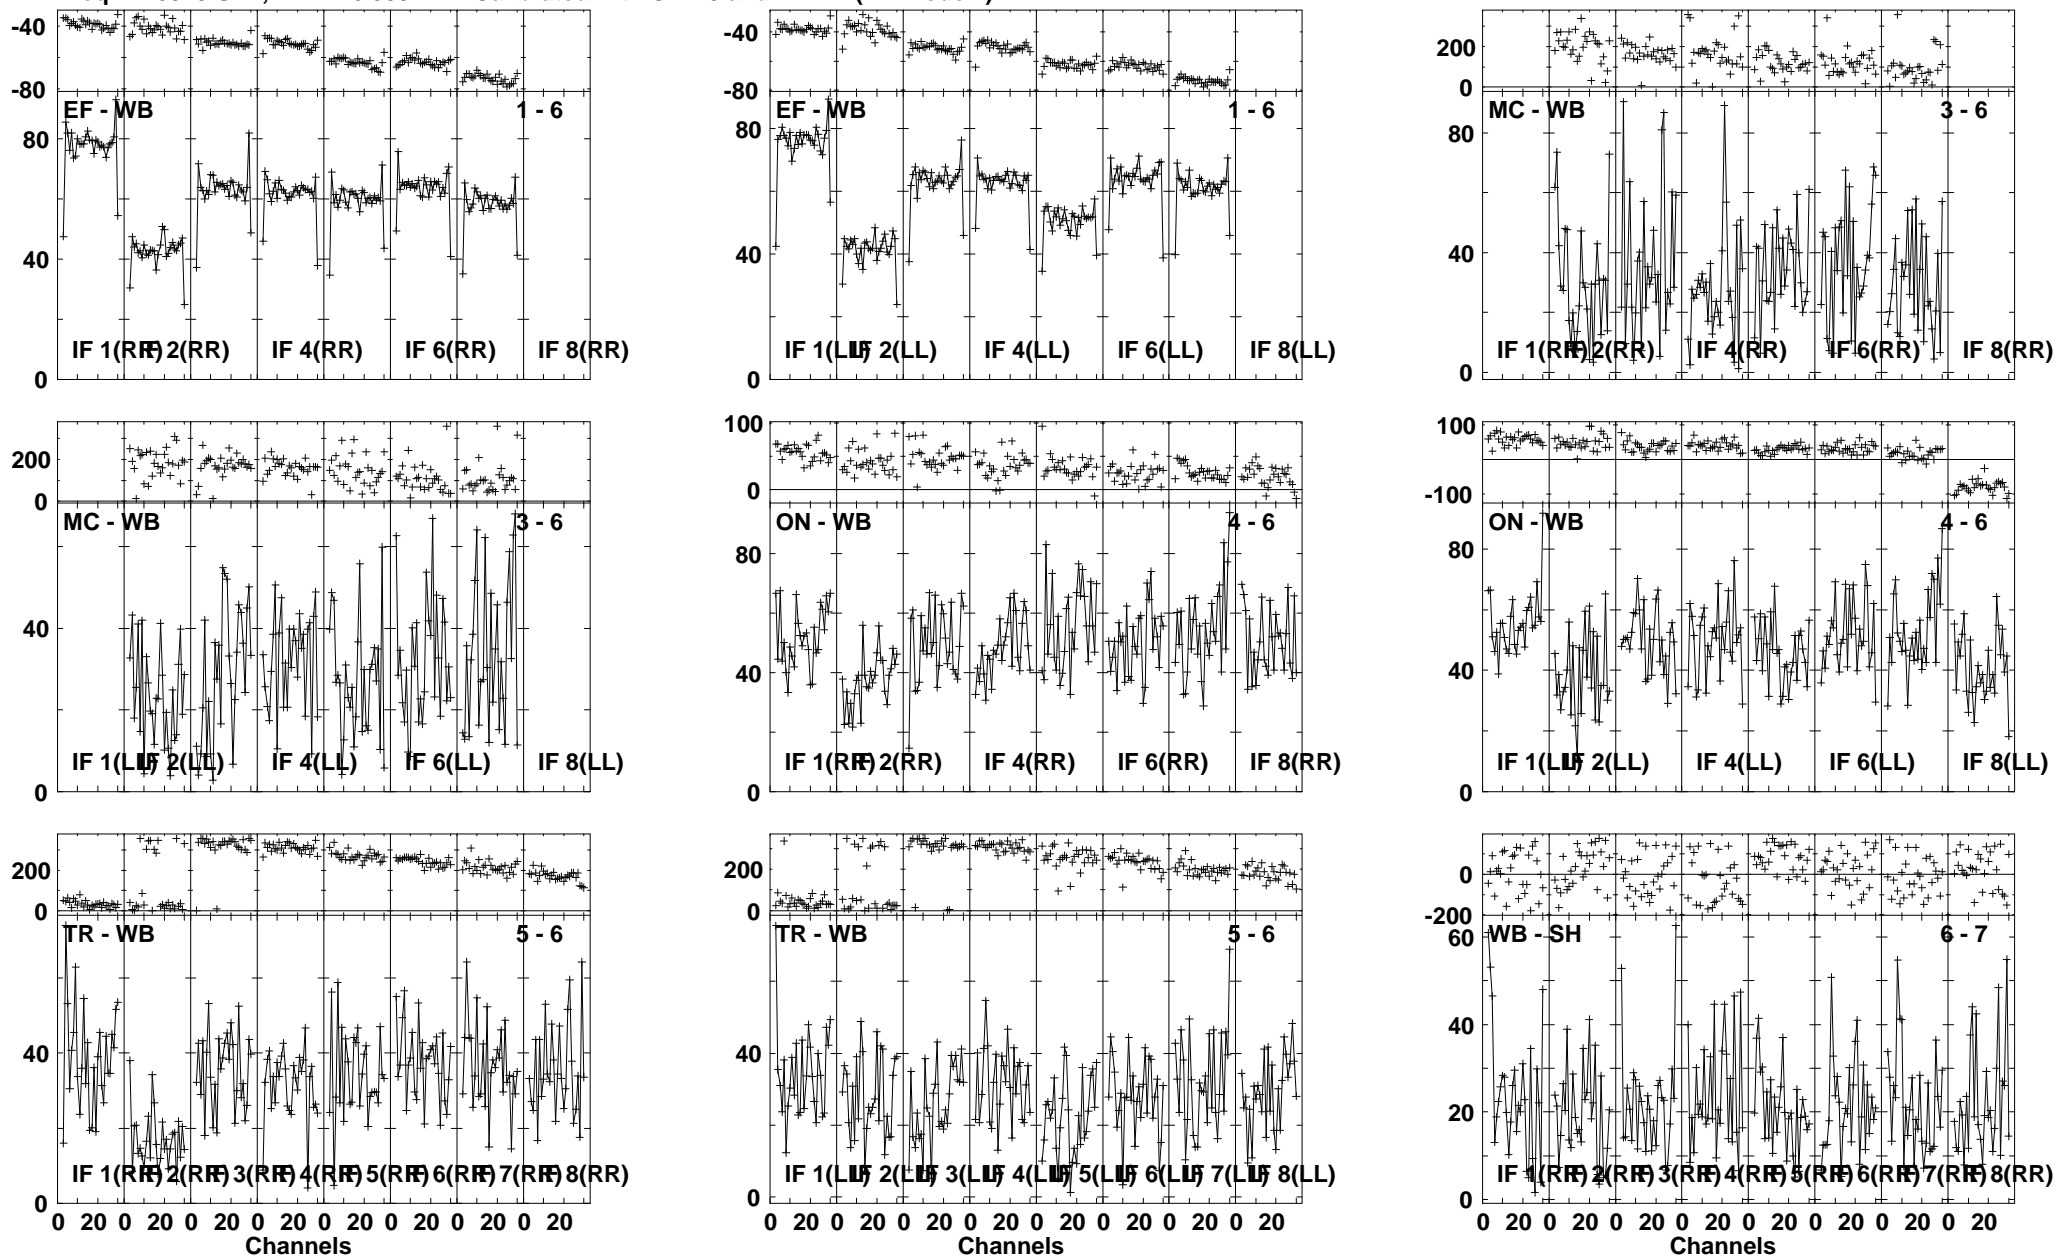 -40
-80
EF - WB 1 - 6
80
40
0
IF 1(RR) IF 2(RR) IF 4(RR) IF 6(RR) IF 8(RR)
-40
-80
EF - WB 1 - 6
80
40
0
IF 1(LL) IF 2(LL) IF 4(LL) IF 6(LL) IF 8(LL)
200
0
MC - WB 3 - 6
80
40
0
IF 1(RR) IF 2(RR) IF 4(RR) IF 6(RR) IF 8(RR)
200
0
MC - WB 3 - 6
40
0
IF 1(LL) IF 2(LL) IF 4(LL) IF 6(LL) IF 8(LL)
100
0
ON - WB 4 - 6
80
40
0
IF 1(RR) IF 2(RR) IF 4(RR) IF 6(RR) IF 8(RR)
100
-100
ON - WB 4 - 6
80
40
0
IF 1(LL) IF 2(LL) IF 4(LL) IF 6(LL) IF 8(LL)
200
0
TR - WB 5 - 6
40
0
IF 1(RR) IF 2(RR) IF 3(RR) IF 4(RR) IF 5(RR) IF 6(RR) IF 7(RR) IF 8(RR)
0 20 0 20 0 20 0 20 0 20 0 20 0 20 0 20
Channels
200
0
TR - WB 5 - 6
40
0
IF 1(LL) IF 2(LL) IF 3(LL) IF 4(LL) IF 5(LL) IF 6(LL) IF 7(LL) IF 8(LL)
0 20 0 20 0 20 0 20 0 20 0 20 0 20 0 20
Channels
0
-200
WB - SH 6 - 7
60
40
20
0
IF 1(RR) IF 2(RR) IF 3(RR) IF 4(RR) IF 5(RR) IF 6(RR) IF 7(RR) IF 8(RR)
0 20 0 20 0 20 0 20 0 20 0 20 0 20 0 20
Channels